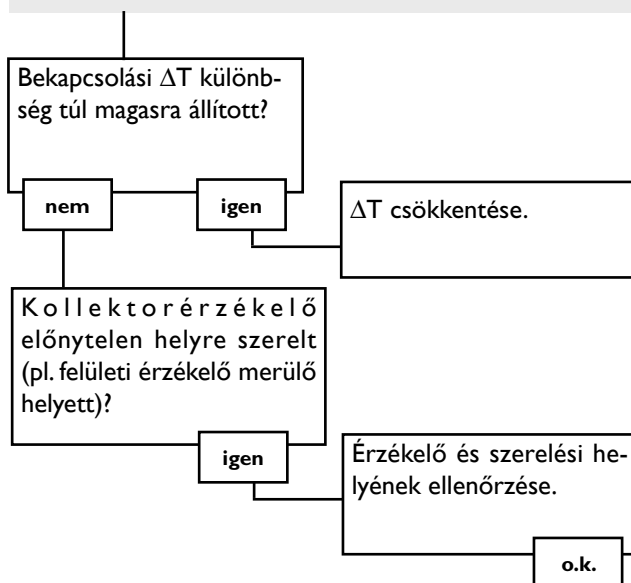 Bekapcsolási ΔT különb-
ség túl magasra állított?
nem
igen
ΔT csökkentése.
Kollektorérzékelő
előnytelen helyre szerelt
(pl. felületi érzékelő merülő
helyett)?
igen
Érzékelő és szerelési he-
lyének ellenőrzése.
o.k.